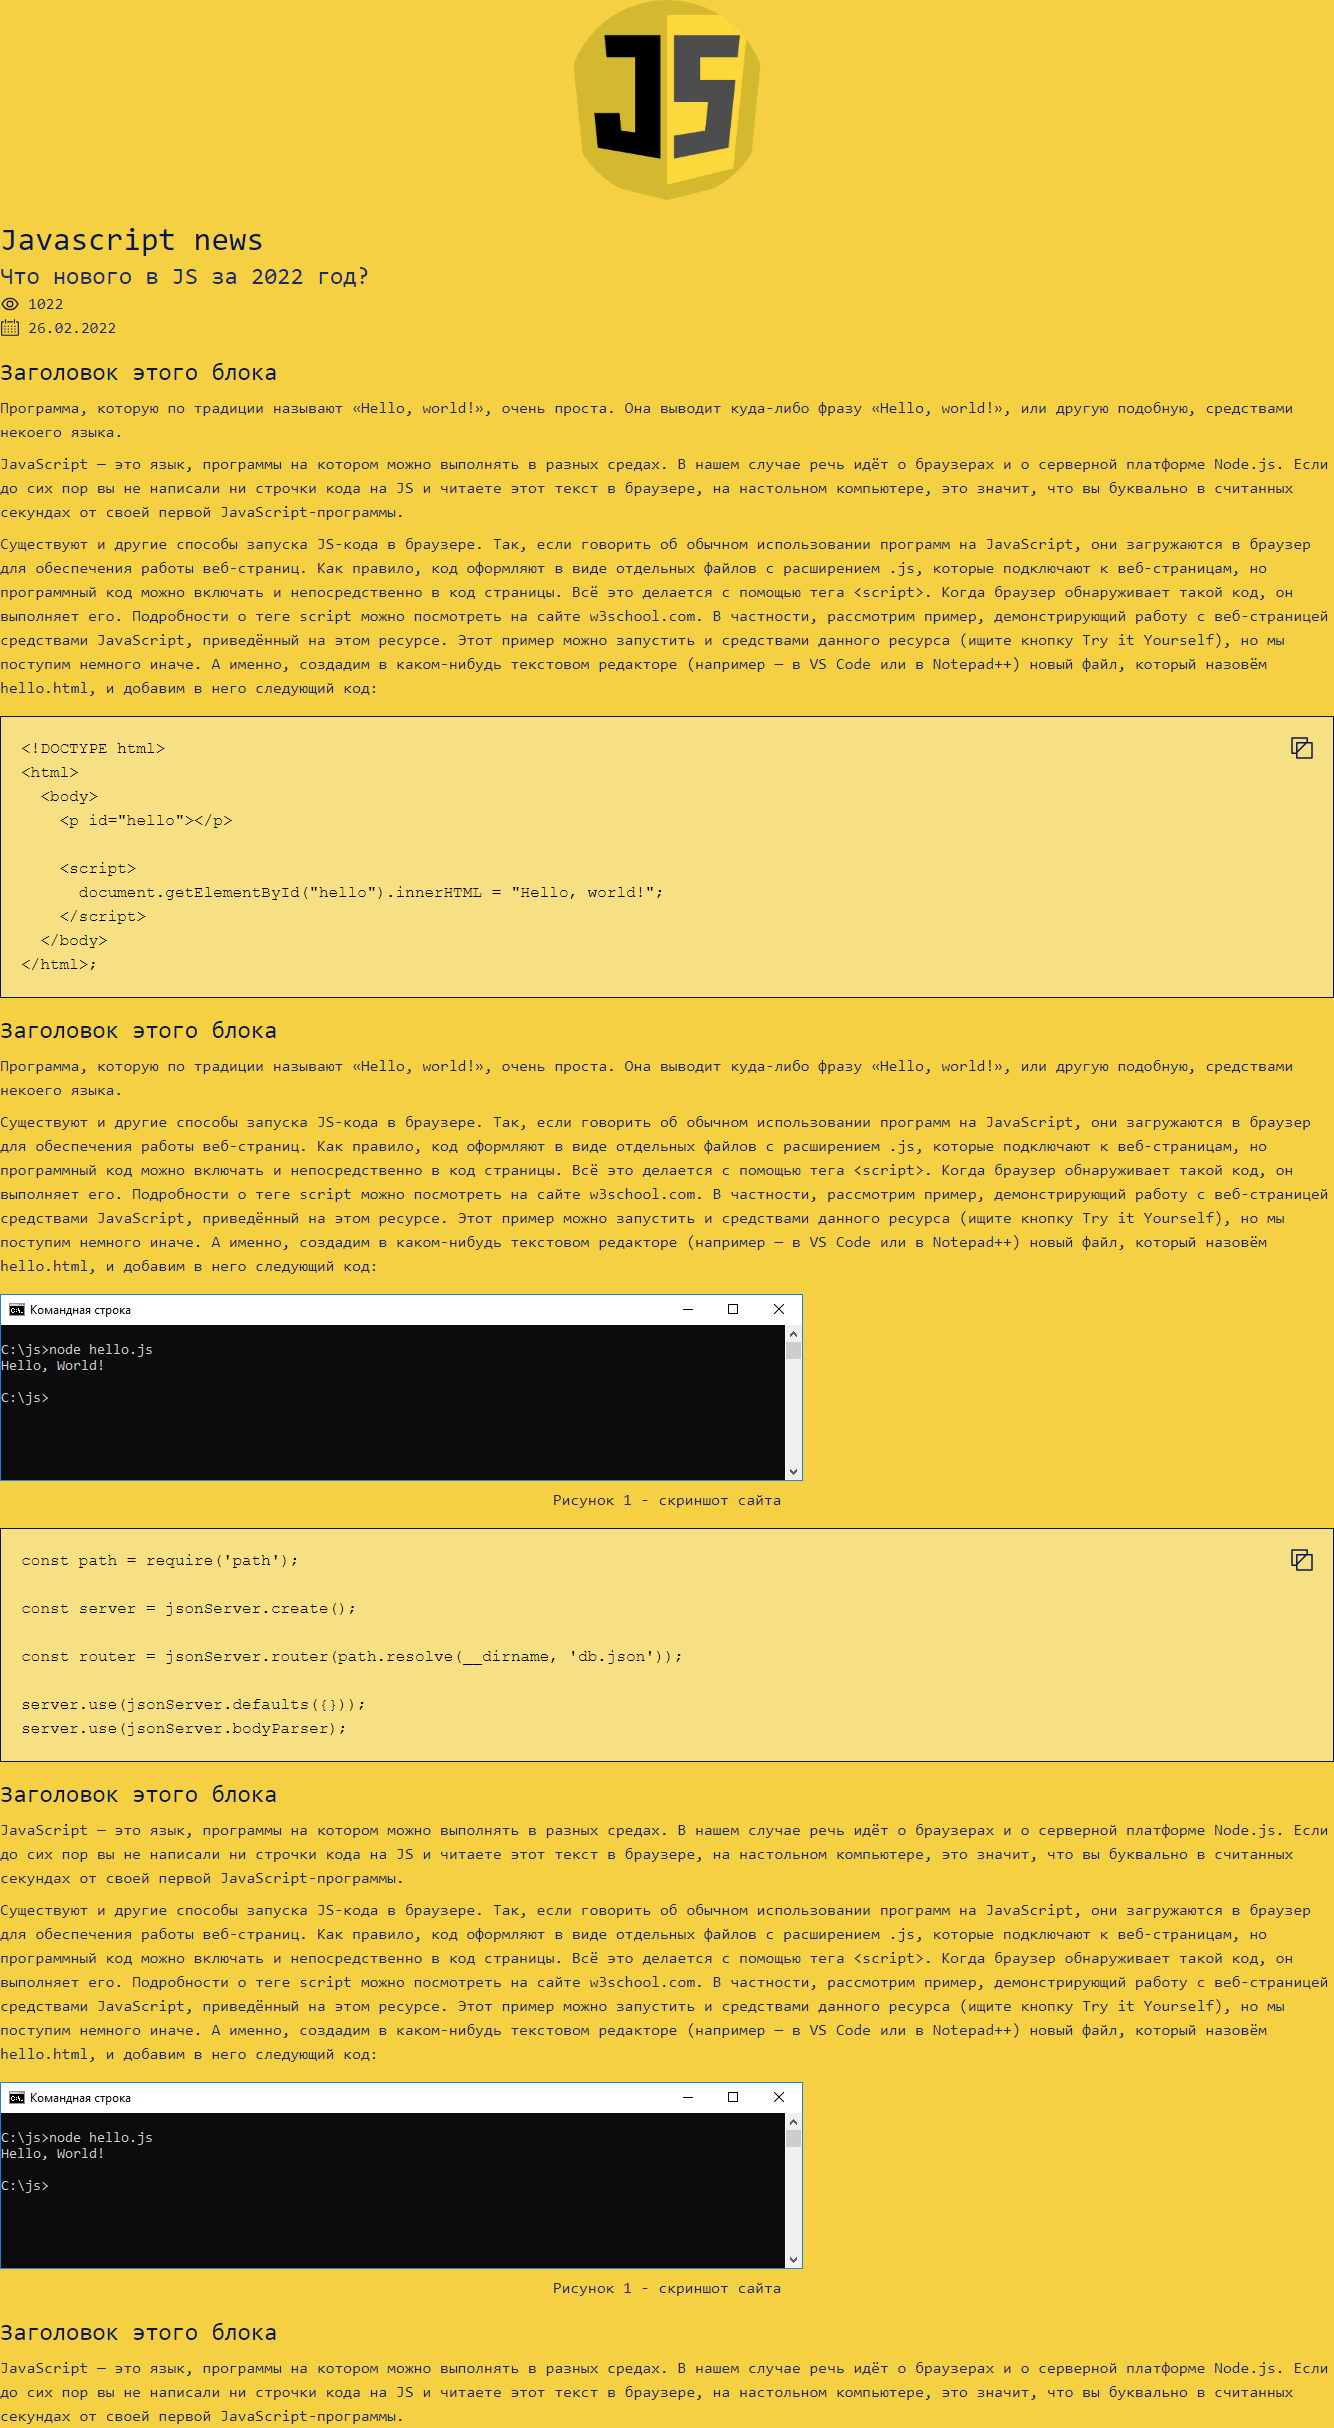 JS
Javascript news
Что нового в JS за 2022 год?
1022
26.02.2022
Заголовок этого блока
Программа, которую по традиции называют «Hello, world!», очень проста. Она выводит куда-либо фразу «Hello, world!», или другую подобную, средствами
некоего языка.
JavaScript — это язык, программы на котором можно выполнять в разных средах. В нашем случае речь идёт о браузерах и о серверной платформе Node.js. Если
до сих пор вы не написали ни строчки кода на JS и читаете этот текст в браузере, на настольном компьютере, это значит, что вы буквально в считанных
секундах от своей первой JavaScript-программы.
Существуют и другие способы запуска JS-кода в браузере. Так, если говорить об обычном использовании программ на JavaScript, они загружаются в браузер
для обеспечения работы веб-страниц. Как правило, код оформляют в виде отдельных файлов с расширением .js, которые подключают к веб-страницам, но
программный код можно включать и непосредственно в код страницы. Всё это делается с помощью тега <script>. Когда браузер обнаруживает такой код, он
выполняет его. Подробности о теге script можно посмотреть на сайте w3school.com. В частности, рассмотрим пример, демонстрирующий работу с веб-страницей
средствами JavaScript, приведённый на этом ресурсе. Этот пример можно запустить и средствами данного ресурса (ищите кнопку Try it Yourself), но мы
поступим немного иначе. А именно, создадим в каком-нибудь текстовом редакторе (например — в VS Code или в Notepad++) новый файл, который назовём
hello.html, и добавим в него следующий код:
<!DOCTYPE html>
<html>
  <body>
    <p id="hello"></p>
    <script>
      document.getElementById("hello").innerHTML = "Hello, world!";
    </script>
  </body>
</html>;
Заголовок этого блока
Программа, которую по традиции называют «Hello, world!», очень проста. Она выводит куда-либо фразу «Hello, world!», или другую подобную, средствами
некоего языка.
Существуют и другие способы запуска JS-кода в браузере. Так, если говорить об обычном использовании программ на JavaScript, они загружаются в браузер
для обеспечения работы веб-страниц. Как правило, код оформляют в виде отдельных файлов с расширением .js, которые подключают к веб-страницам, но
программный код можно включать и непосредственно в код страницы. Всё это делается с помощью тега <script>. Когда браузер обнаруживает такой код, он
выполняет его. Подробности о теге script можно посмотреть на сайте w3school.com. В частности, рассмотрим пример, демонстрирующий работу с веб-страницей
средствами JavaScript, приведённый на этом ресурсе. Этот пример можно запустить и средствами данного ресурса (ищите кнопку Try it Yourself), но мы
поступим немного иначе. А именно, создадим в каком-нибудь текстовом редакторе (например — в VS Code или в Notepad++) новый файл, который назовём
hello.html, и добавим в него следующий код:
Командная строка
C:\js>node hello.js
Hello, World!
C:\js>
Рисунок 1 - скриншот сайта
const path = require('path');
const server = jsonServer.create();
const router = jsonServer.router(path.resolve(__dirname, 'db.json'));
server.use(jsonServer.defaults({}));
server.use(jsonServer.bodyParser);
Заголовок этого блока
JavaScript — это язык, программы на котором можно выполнять в разных средах. В нашем случае речь идёт о браузерах и о серверной платформе Node.js. Если
до сих пор вы не написали ни строчки кода на JS и читаете этот текст в браузере, на настольном компьютере, это значит, что вы буквально в считанных
секундах от своей первой JavaScript-программы.
Существуют и другие способы запуска JS-кода в браузере. Так, если говорить об обычном использовании программ на JavaScript, они загружаются в браузер
для обеспечения работы веб-страниц. Как правило, код оформляют в виде отдельных файлов с расширением .js, которые подключают к веб-страницам, но
программный код можно включать и непосредственно в код страницы. Всё это делается с помощью тега <script>. Когда браузер обнаруживает такой код, он
выполняет его. Подробности о теге script можно посмотреть на сайте w3school.com. В частности, рассмотрим пример, демонстрирующий работу с веб-страницей
средствами JavaScript, приведённый на этом ресурсе. Этот пример можно запустить и средствами данного ресурса (ищите кнопку Try it Yourself), но мы
поступим немного иначе. А именно, создадим в каком-нибудь текстовом редакторе (например — в VS Code или в Notepad++) новый файл, который назовём
hello.html, и добавим в него следующий код:
Командная строка
C:\js>node hello.js
Hello, World!
C:\js>
Рисунок 1 - скриншот сайта
Заголовок этого блока
JavaScript — это язык, программы на котором можно выполнять в разных средах. В нашем случае речь идёт о браузерах и о серверной платформе Node.js. Если
до сих пор вы не написали ни строчки кода на JS и читаете этот текст в браузере, на настольном компьютере, это значит, что вы буквально в считанных
секундах от своей первой JavaScript-программы.